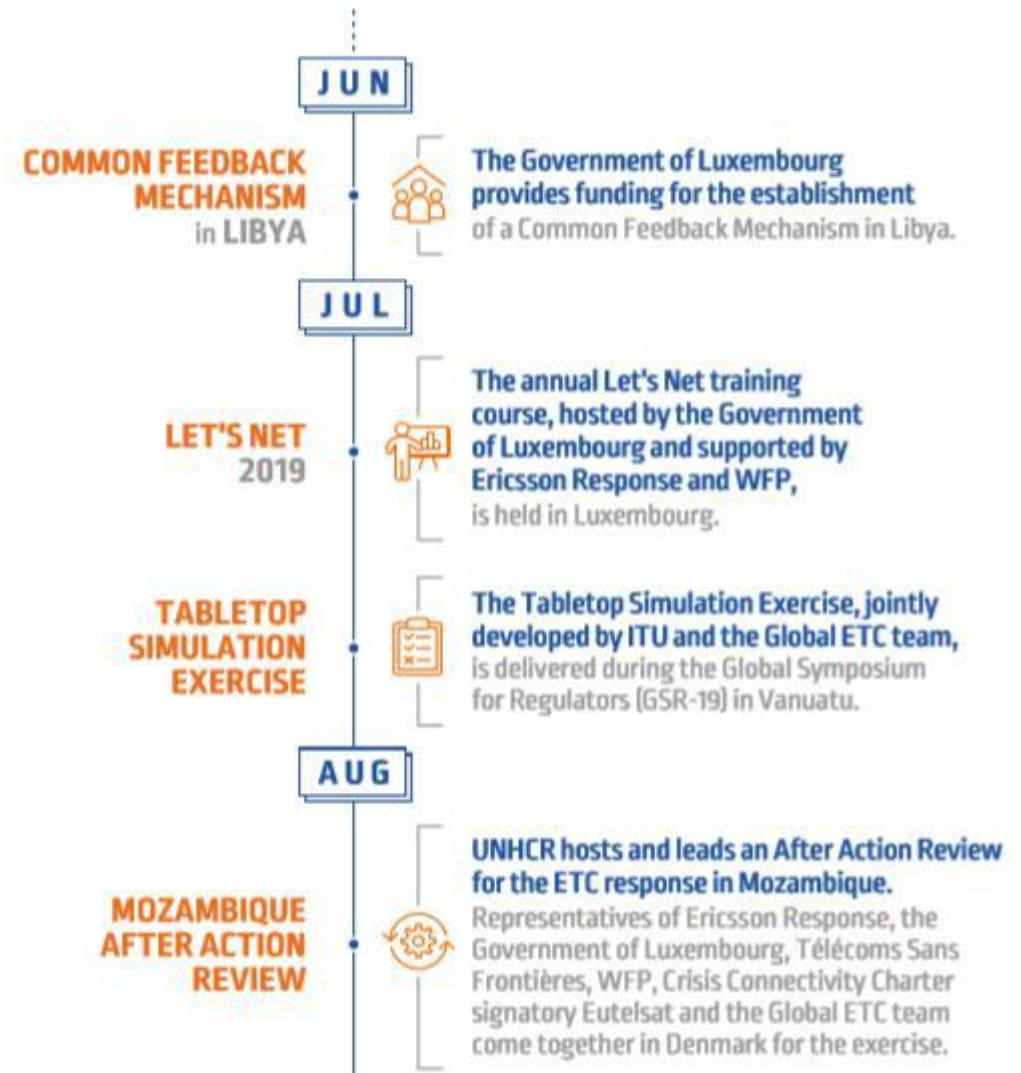 JUN
COMMON FEEDBACK
MECHANISM
in LIBYA
The Government of Luxembourg
provides funding for the establishment
of a Common Feedback Mechanism in Libya.
JUL
LET'S NET
2019
The annual Let's Net training
course, hosted by the Government
of Luxembourg and supported by
Ericsson Response and WFP,
is held in Luxembourg.
TABLETOP
SIMULATION
EXERCISE
The Tabletop Simulation Exercise, jointly
developed by ITU and the Global ETC team,
is delivered during the Global Symposium
for Regulators (GSR-19) in Vanuatu.
AUG
MOZAMBIQUE
AFTER ACTION
REVIEW
UNHCR hosts and leads an After Action Review
for the ETC response in Mozambique.
Representatives of Ericsson Response, the
Government of Luxembourg, Télécoms Sans
Frontières, WFP, Crisis Connectivity Charter
signatory Eutelsat and the Global ETC team
come together in Denmark for the exercise.